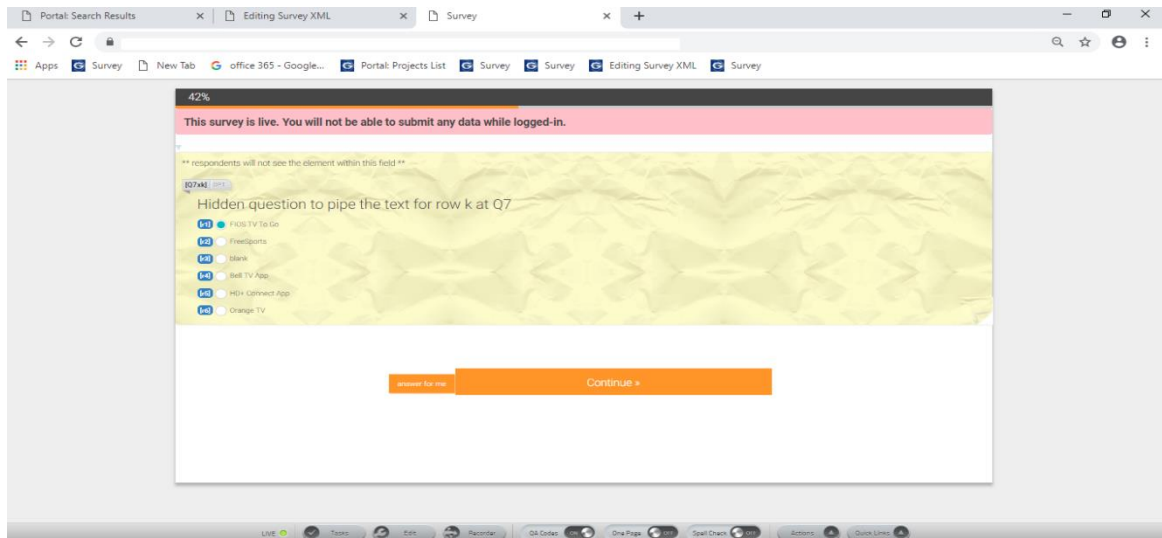 Portal: Search Results × Editing Survey XML × Survey × +
Apps Survey New Tab office 365 - Google... Portal: Projects List Survey Survey Editing Survey XML Survey
42%
This survey is live. You will not be able to submit any data while logged-in.
** respondents will not see the element within this field **
[Q7xk]
Hidden question to pipe the text for row k at Q7
[r1] FIOS TV To Go
[r2] FreeSports
[r3] blank
[r4] Bell TV App
[r5] HD+ Connect App
[r6] Orange TV
answer for me Continue »
LIVE Tests Edit Recorder QA Codes ON One Page OFF Spell Check OFF Actions Quick Links